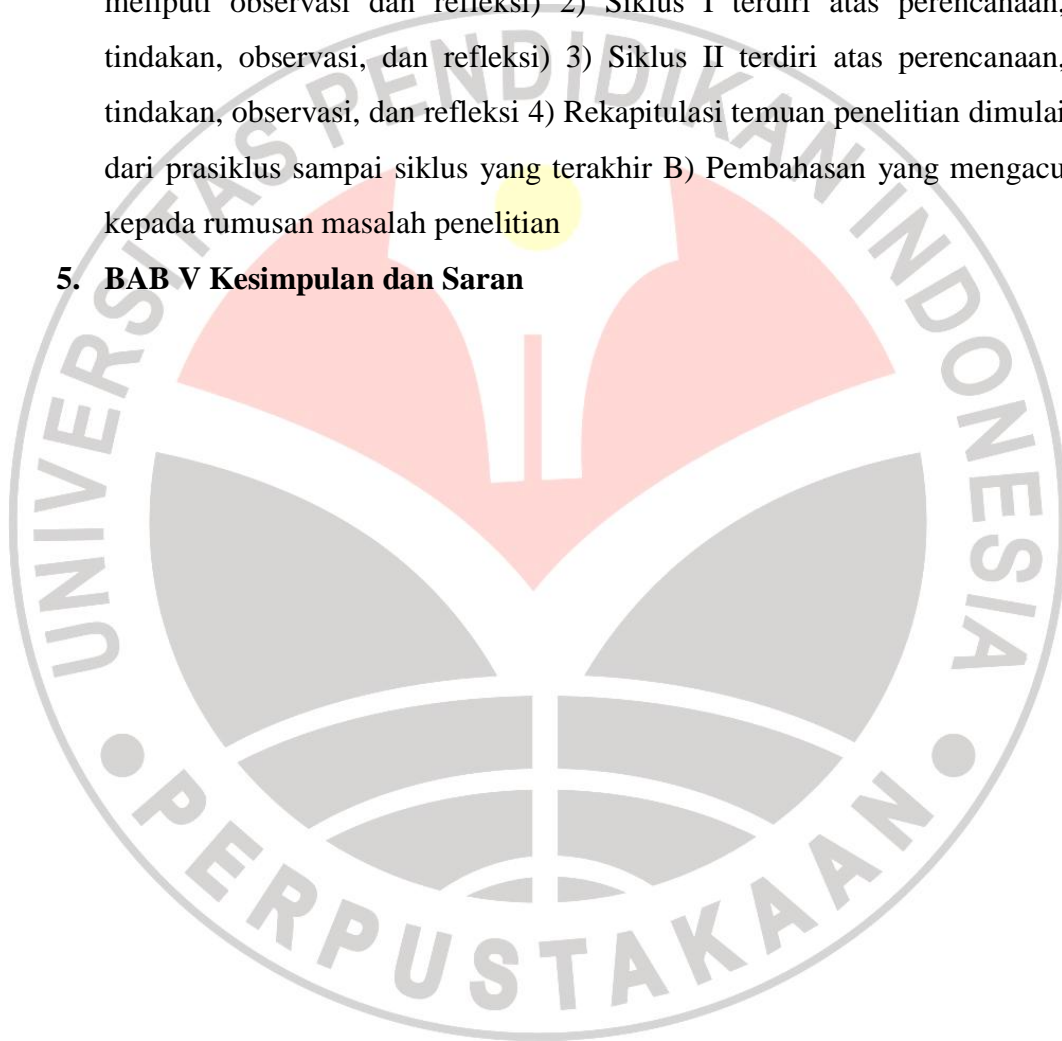 meliputi observasi dan refleksi) 2) Siklus I terdiri atas perencanaan,
tindakan, observasi, dan refleksi) 3) Siklus II terdiri atas perencanaan,
tindakan, observasi, dan refleksi 4) Rekapitulasi temuan penelitian dimulai
dari prasiklus sampai siklus yang terakhir B) Pembahasan yang mengacu
kepada rumusan masalah penelitian
5. BAB V Kesimpulan dan Saran
UNIVERSITAS PENDIDIKAN INDONESIA
PERPUSTAKAAN